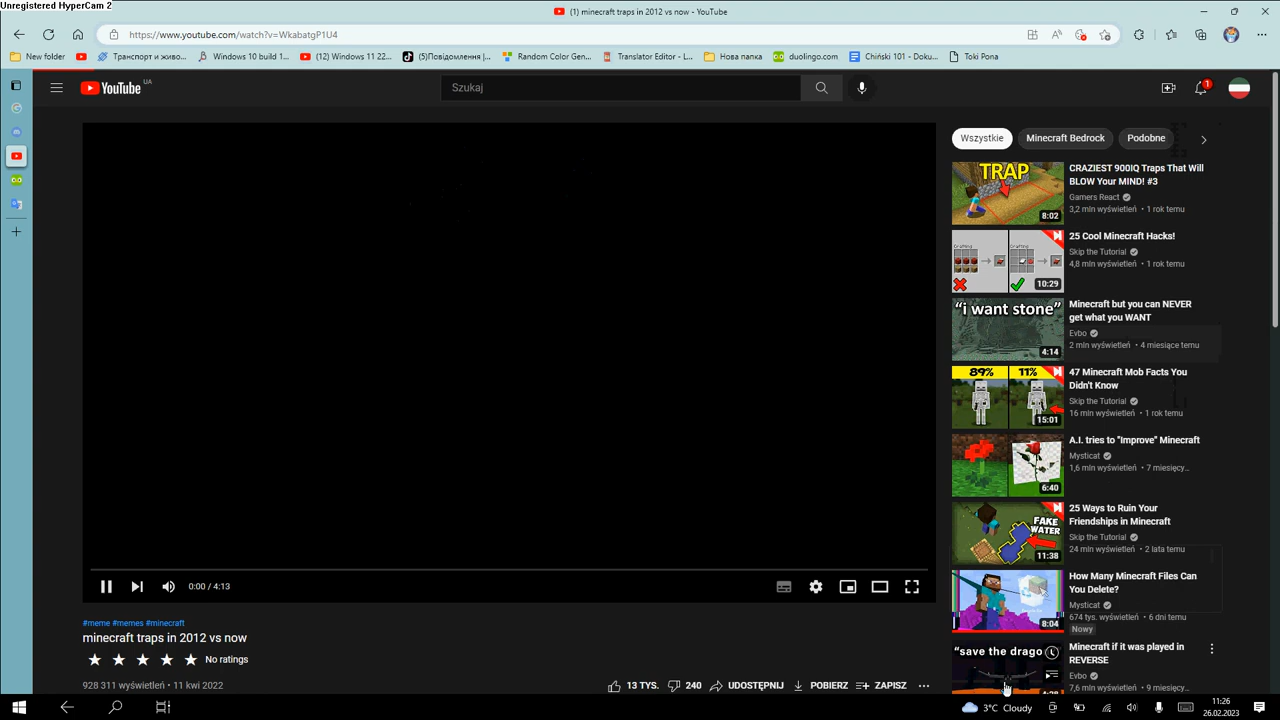 Unregistered HyperCam 2
(1) minecraft traps in 2012 vs now - YouTube
https://www.youtube.com/watch?v=WkabatgP1U4
New folder
Транспорт и живо...
Windows 10 build 1...
(12) Windows 11 22...
(5)Повідомлення |...
Random Color Gen...
Translator Editor – L...
Нова папка
duolingo.com
Chiński 101 - Doku...
Toki Pona
YouTube UA
Szukaj
1
Wszystkie
Minecraft Bedrock
Podobne
TRAP
8:02
CRAZIEST 900IQ Traps That Will
BLOW Your MIND! #3
Gamers React
3,2 mln wyświetleń • 1 rok temu
Crafting
Crafting
10:29
25 Cool Minecraft Hacks!
Skip the Tutorial
4,8 mln wyświetleń • 1 rok temu
"i want stone"
4:14
Minecraft but you can NEVER
get what you WANT
Evbo
2 mln wyświetleń • 4 miesiące temu
89%
11%
15:01
47 Minecraft Mob Facts You
Didn't Know
Skip the Tutorial
16 mln wyświetleń • 1 rok temu
6:40
A.I. tries to "Improve" Minecraft
Mysticat
1,6 mln wyświetleń • 7 miesięcy...
FAKE
WATER
11:38
25 Ways to Ruin Your
Friendships in Minecraft
Skip the Tutorial
24 mln wyświetleń • 2 lata temu
8:04
How Many Minecraft Files Can
You Delete?
Mysticat
674 tys. wyświetleń • 6 dni temu
Nowy
"save the drago
4:28
Minecraft if it was played in
REVERSE
Evbo
7,6 mln wyświetleń • 9 miesięcy...
0:00 / 4:13
#meme #memes #minecraft
minecraft traps in 2012 vs now
No ratings
928 311 wyświetleń • 11 kwi 2022
13 TYS.
240
UDOSTĘPNIJ
POBIERZ
ZAPISZ
3°C Cloudy
11:26
26.02.2023